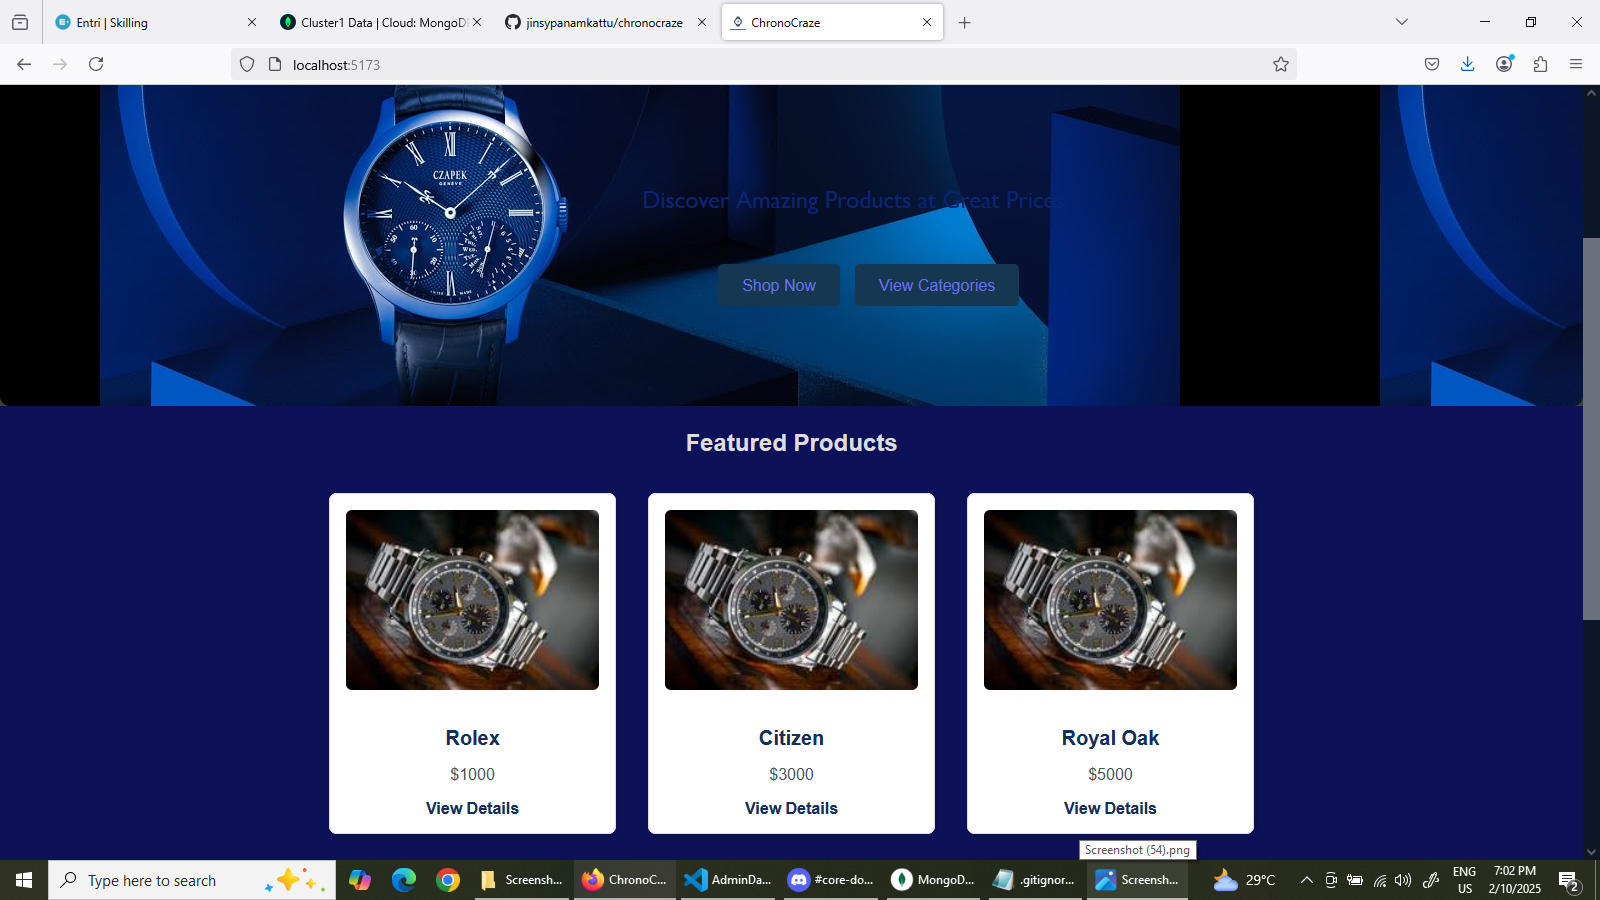 Entri | Skilling
Cluster1 Data | Cloud: MongoD
jinsypanamkattu/chronocraze
ChronoCraze
localhost:5173
CZAPEK
GENÈVE
Discover Amazing Products at Great Prices
Shop Now
View Categories
Featured Products
Rolex
$1000
View Details
Citizen
$3000
View Details
Royal Oak
$5000
View Details
Screenshot (54).png
Type here to search
Screensh...
ChronoC...
AdminDa...
#core-do...
MongoD...
.gitignor...
Screensh...
29°C
ENG
US
7:02 PM
2/10/2025
2